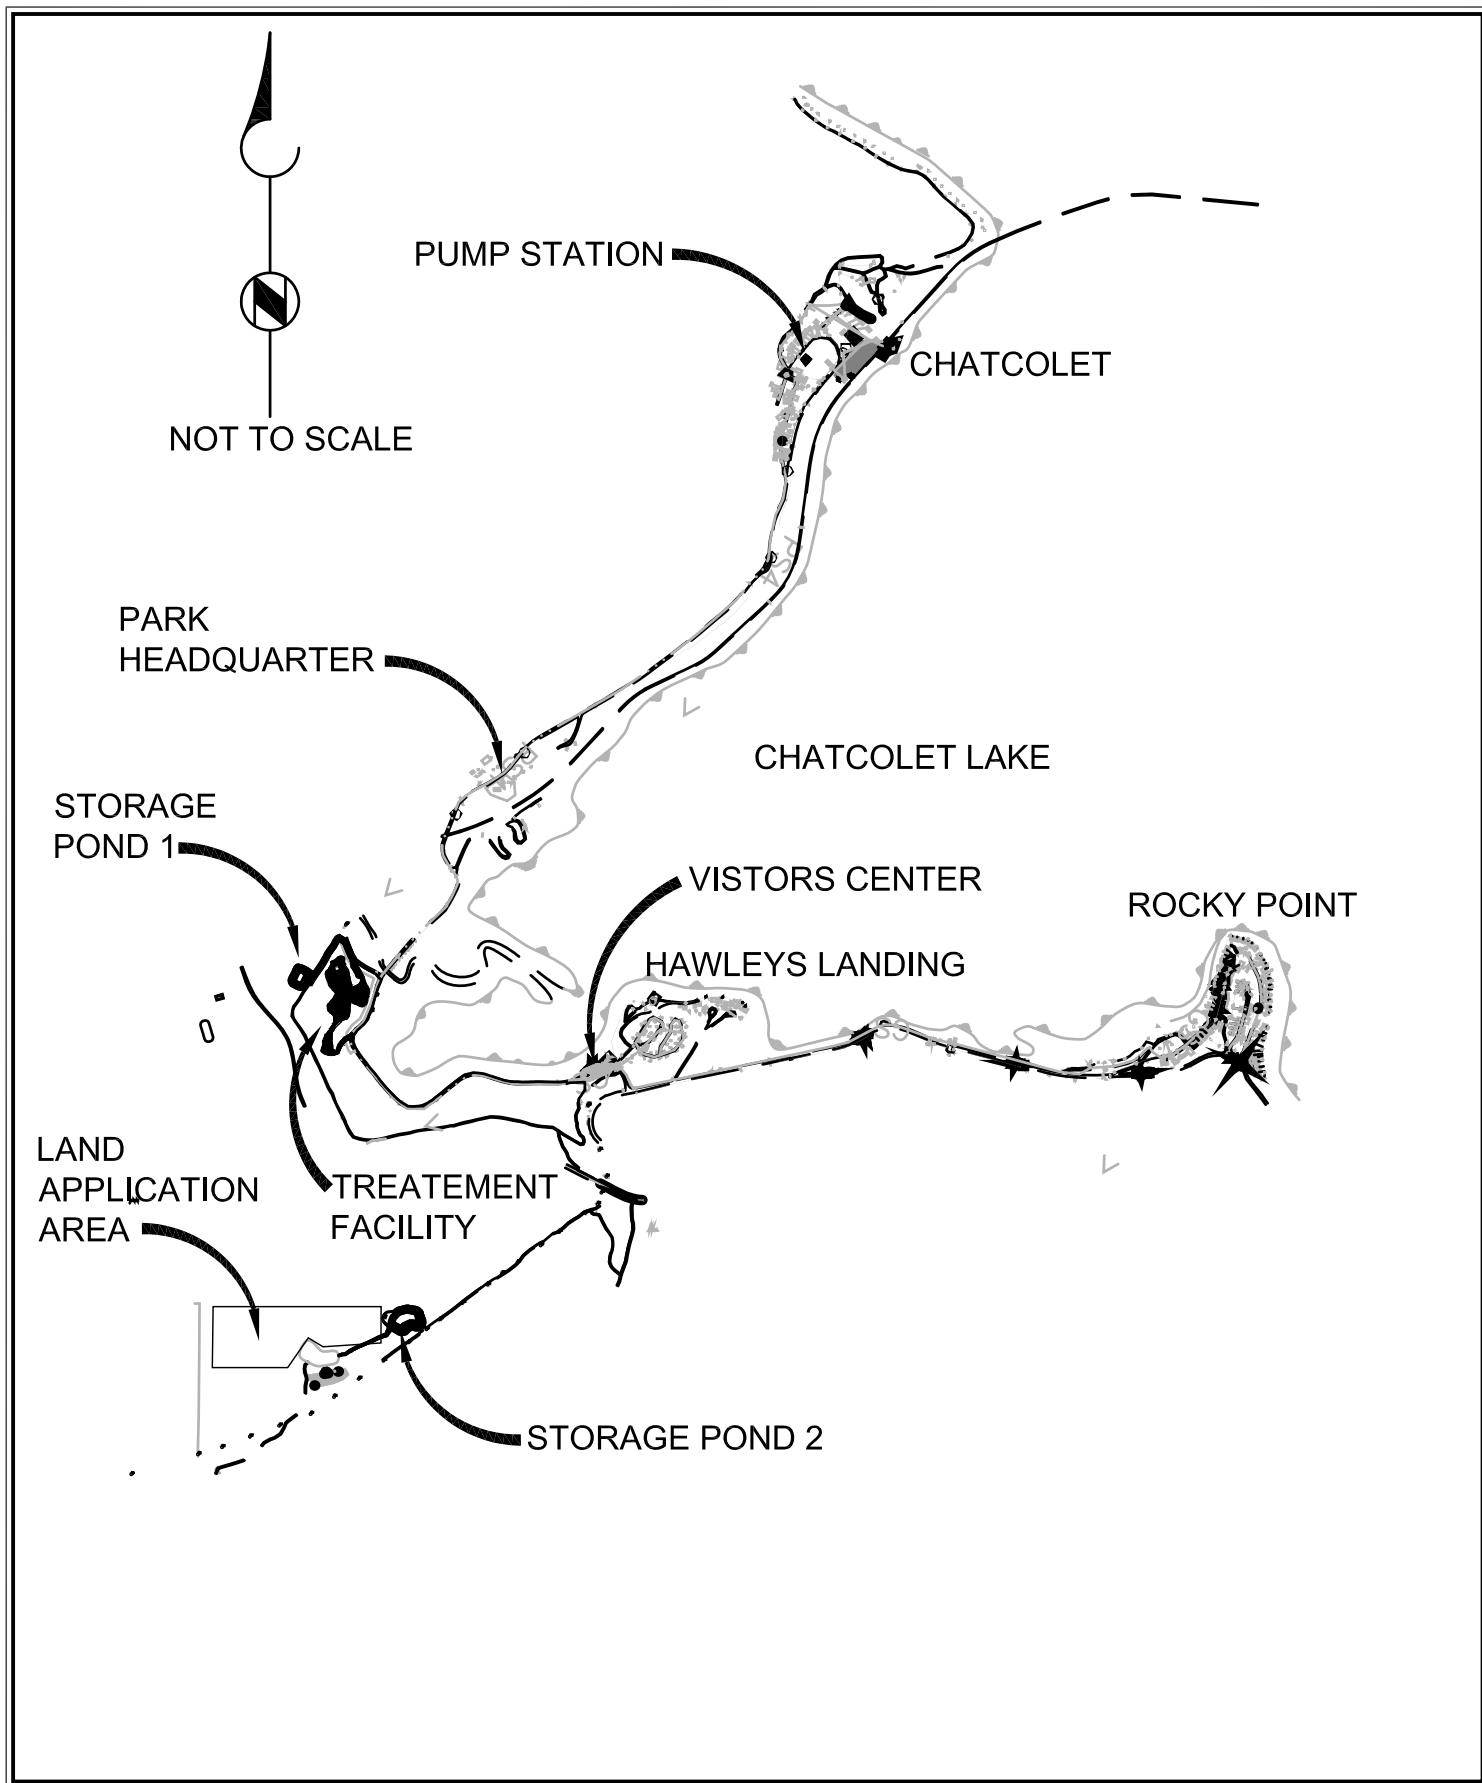 PUMP STATION
CHATCOLET
NOT TO SCALE
PARK
HEADQUARTER
CHATCOLET LAKE
STORAGE
POND 1
VISTORS CENTER
ROCKY POINT
HAWLEYS LANDING
LAND
APPLICATION
AREA
TREATEMENT
FACILITY
STORAGE POND 2